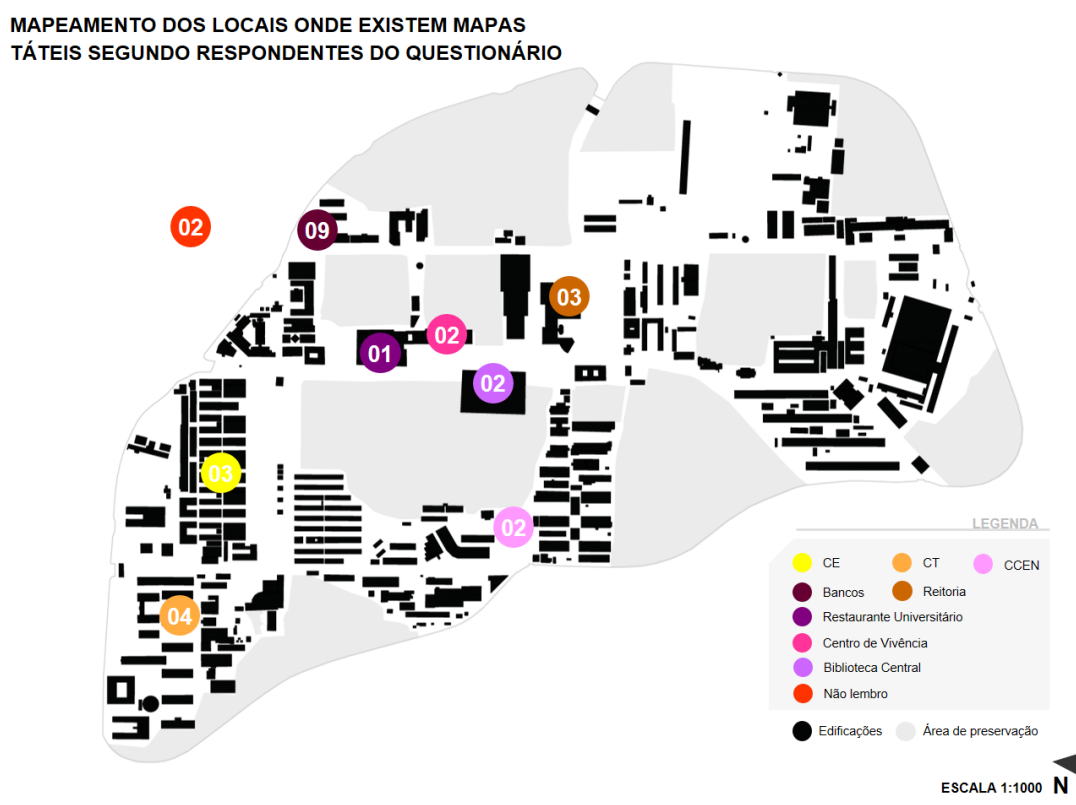 MAPEAMENTO DOS LOCAIS ONDE EXISTEM MAPAS
TÁTEIS SEGUNDO RESPONDENTES DO QUESTIONÁRIO
02
09
03
02
01
02
03
02
04
LEGENDA
CE
CT
CCEN
Bancos
Reitoria
Restaurante Universitário
Centro de Vivência
Biblioteca Central
Não lembro
Edificações
Área de preservação
ESCALA 1:1000 N